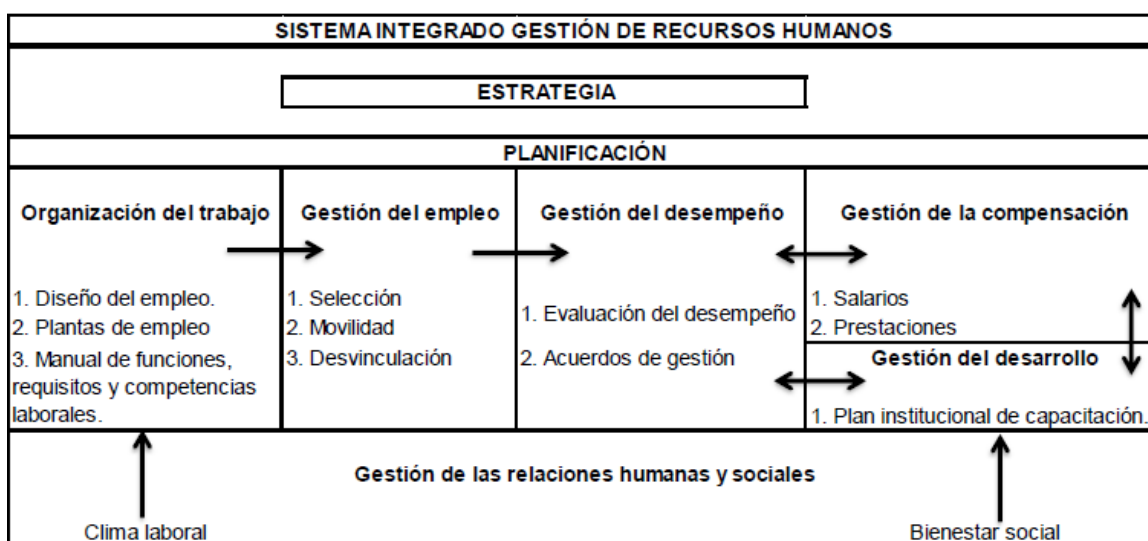 SISTEMA INTEGRADO GESTIÓN DE RECURSOS HUMANOS
ESTRATEGIA
PLANIFICACIÓN
Organización del trabajo
1. Diseño del empleo.
2. Plantas de empleo
3. Manual de funciones,
requisitos y competencias
laborales.
Gestión del empleo
1. Selección
2. Movilidad
3. Desvinculación
Gestión del desempeño
1. Evaluación del desempeño
2. Acuerdos de gestión
Gestión de la compensación
1. Salarios
2. Prestaciones
Gestión del desarrollo
1. Plan institucional de capacitación.
Gestión de las relaciones humanas y sociales
Clima laboral
Bienestar social